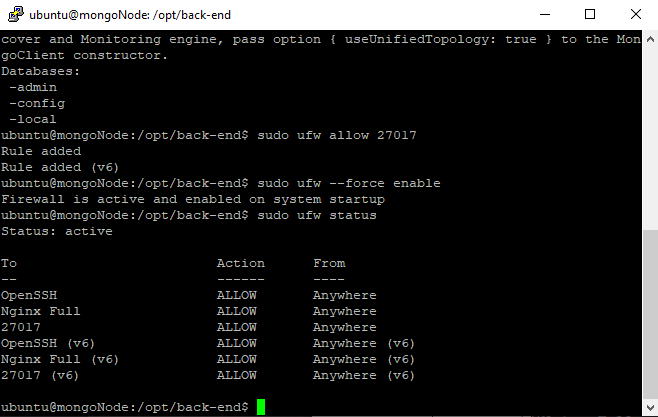 ubuntu@mongoNode: /opt/back-end
cover and Monitoring engine, pass option { useUnifiedTopology: true } to the Mon
goClient constructor.
Databases:
 -admin
 -config
 -local
ubuntu@mongoNode:/opt/back-end$ sudo ufw allow 27017
Rule added
Rule added (v6)
ubuntu@mongoNode:/opt/back-end$ sudo ufw --force enable
Firewall is active and enabled on system startup
ubuntu@mongoNode:/opt/back-end$ sudo ufw status
Status: active
To                         Action      From
--                         ------      ----
OpenSSH                    ALLOW       Anywhere
Nginx Full                 ALLOW       Anywhere
27017                      ALLOW       Anywhere
OpenSSH (v6)               ALLOW       Anywhere (v6)
Nginx Full (v6)            ALLOW       Anywhere (v6)
27017 (v6)                 ALLOW       Anywhere (v6)
ubuntu@mongoNode:/opt/back-end$